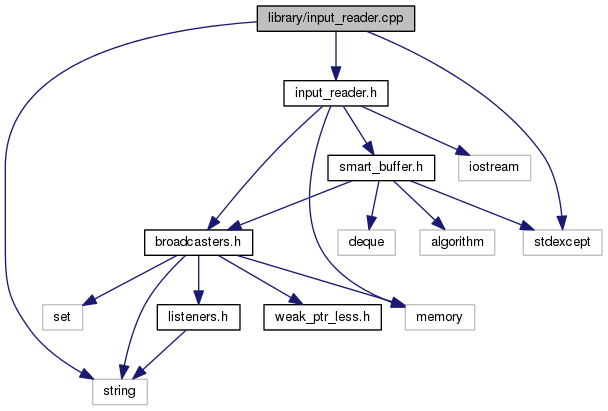 library/input_reader.cpp
input_reader.h
smart_buffer.h
iostream
broadcasters.h
deque
algorithm
stdexcept
set
listeners.h
weak_ptr_less.h
memory
string